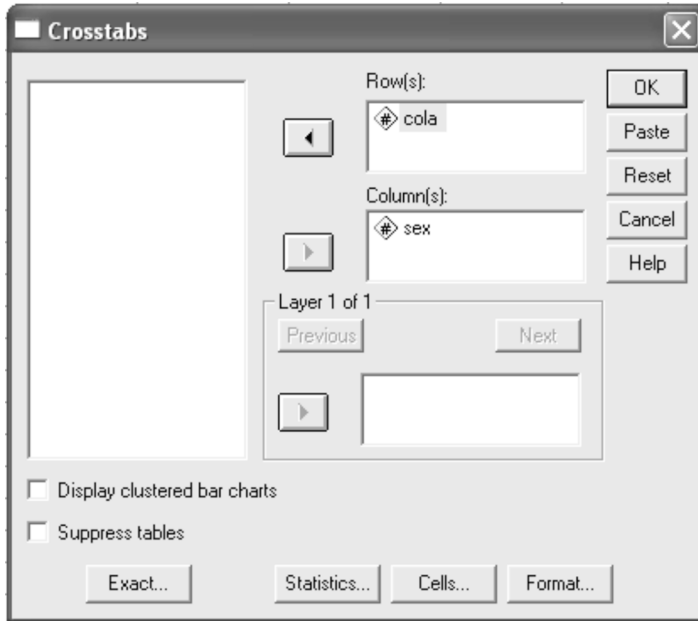 Crosstabs
Row(s):
# cola
Column(s):
# sex
Layer 1 of 1
Previous
Next
OK
Paste
Reset
Cancel
Help
Display clustered bar charts
Suppress tables
Exact...
Statistics...
Cells...
Format...